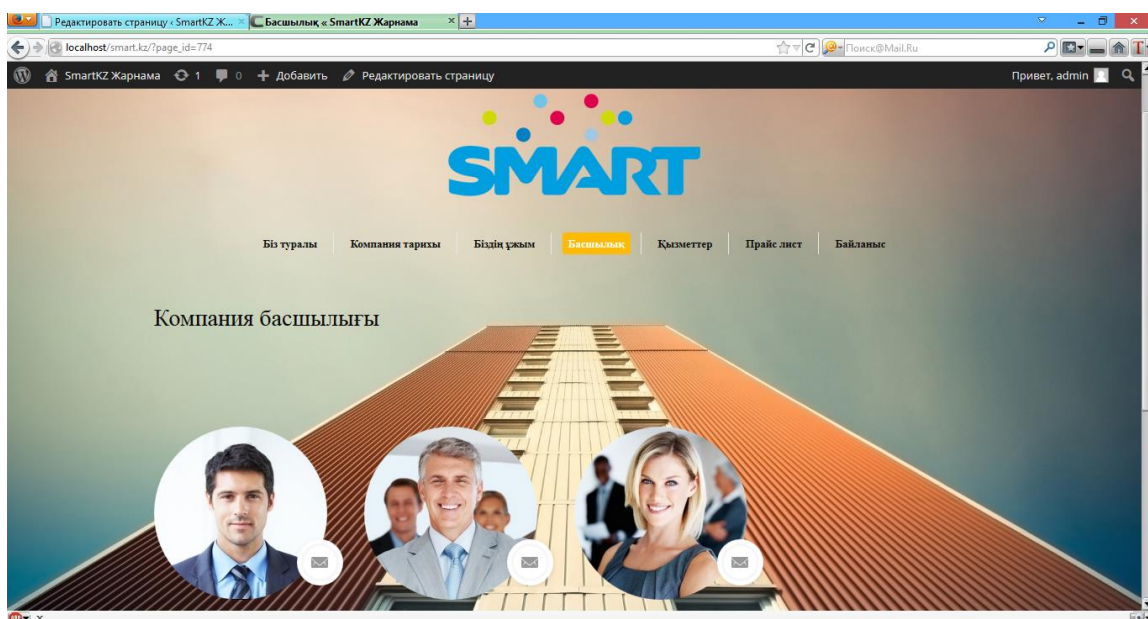 Редактировать страницу ‹ SmartKZ Ж...
Басшылық « SmartKZ Жарнама
localhost/smart.kz/?page_id=774
Поиск@Mail.Ru
SmartKZ Жарнама 1 0 + Добавить Редактировать страницу
Привет, admin
SMART
Біз туралы Компания тарихы Біздің ұжым Басшылық Қызметтер Прайс лист Байланыс
Компания басшылығы